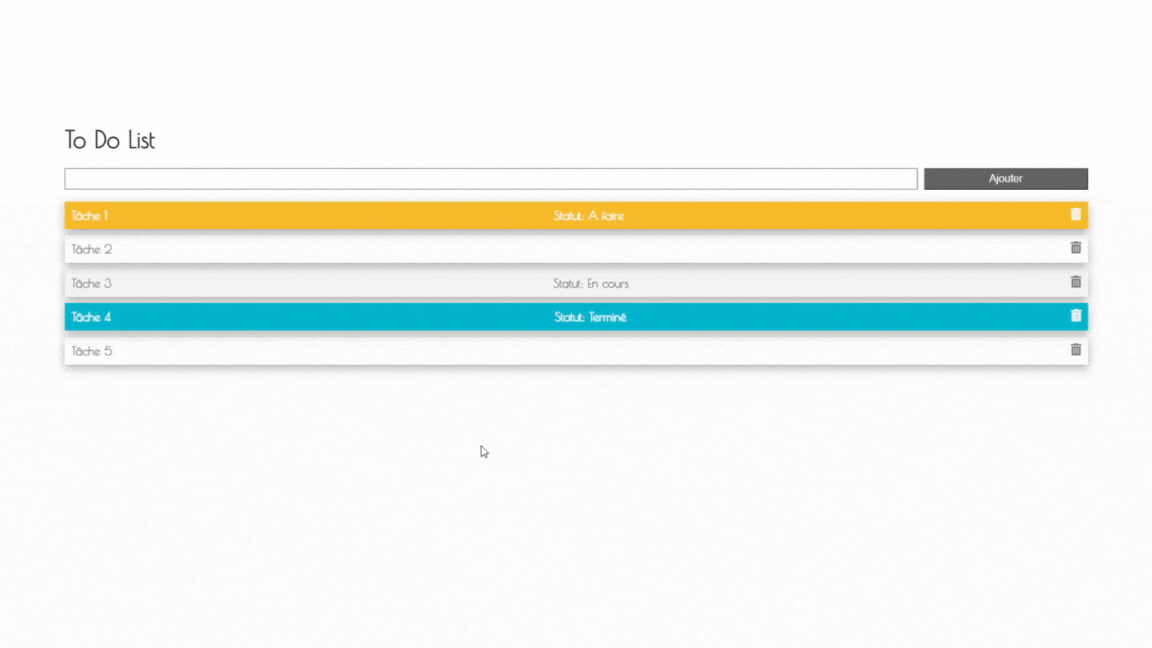 To Do List
Ajouter
Tâche 1 Statut: A faire
Tâche 2
Tâche 3 Statut: En cours
Tâche 4 Statut: Terminé
Tâche 5